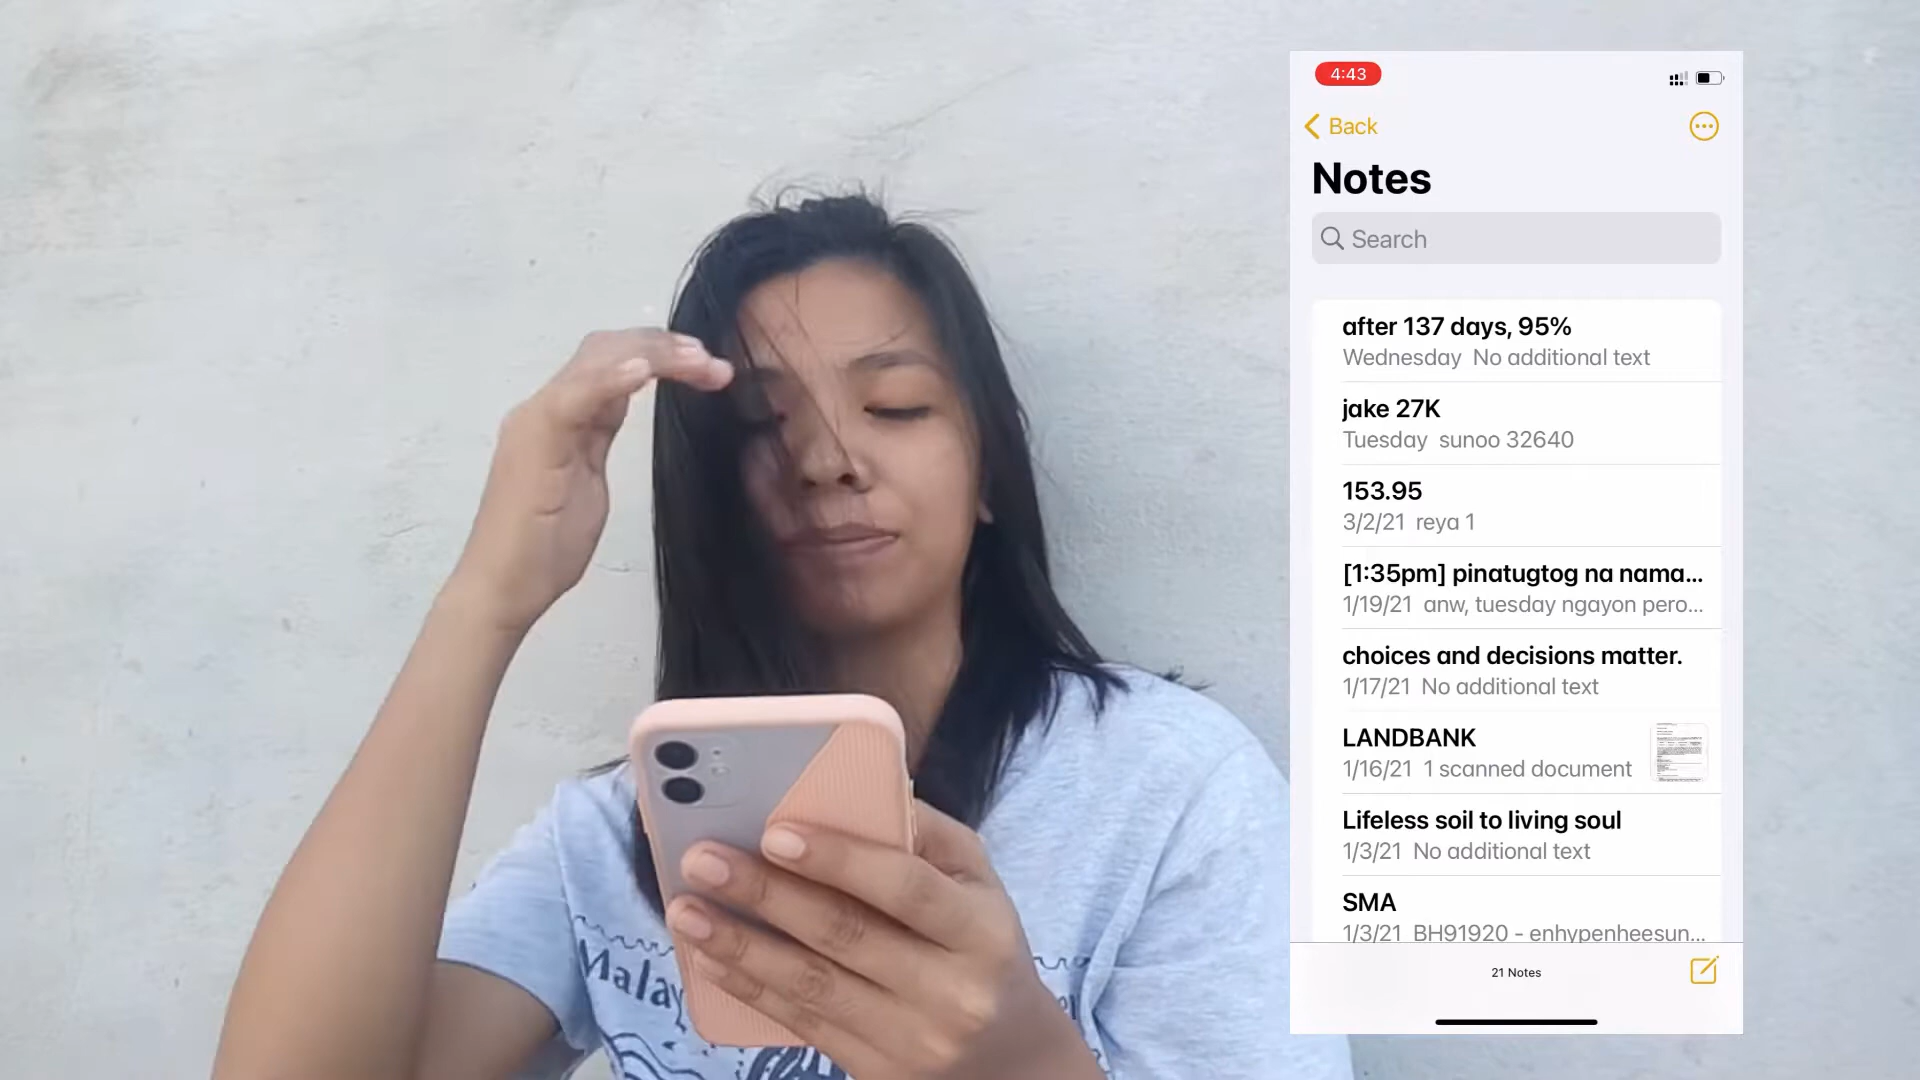 4:43
Back
Notes
Search
after 137 days, 95%
Wednesday No additional text
jake 27K
Tuesday sunoo 32640
153.95
3/2/21 reya 1
[1:35pm] pinatugtog na nama...
1/19/21 anw, tuesday ngayon pero...
choices and decisions matter.
1/17/21 No additional text
LANDBANK
1/16/21 1 scanned document
Lifeless soil to living soul
1/3/21 No additional text
SMA
1/3/21 BH91920 - enhypenheesun...
21 Notes
Malay